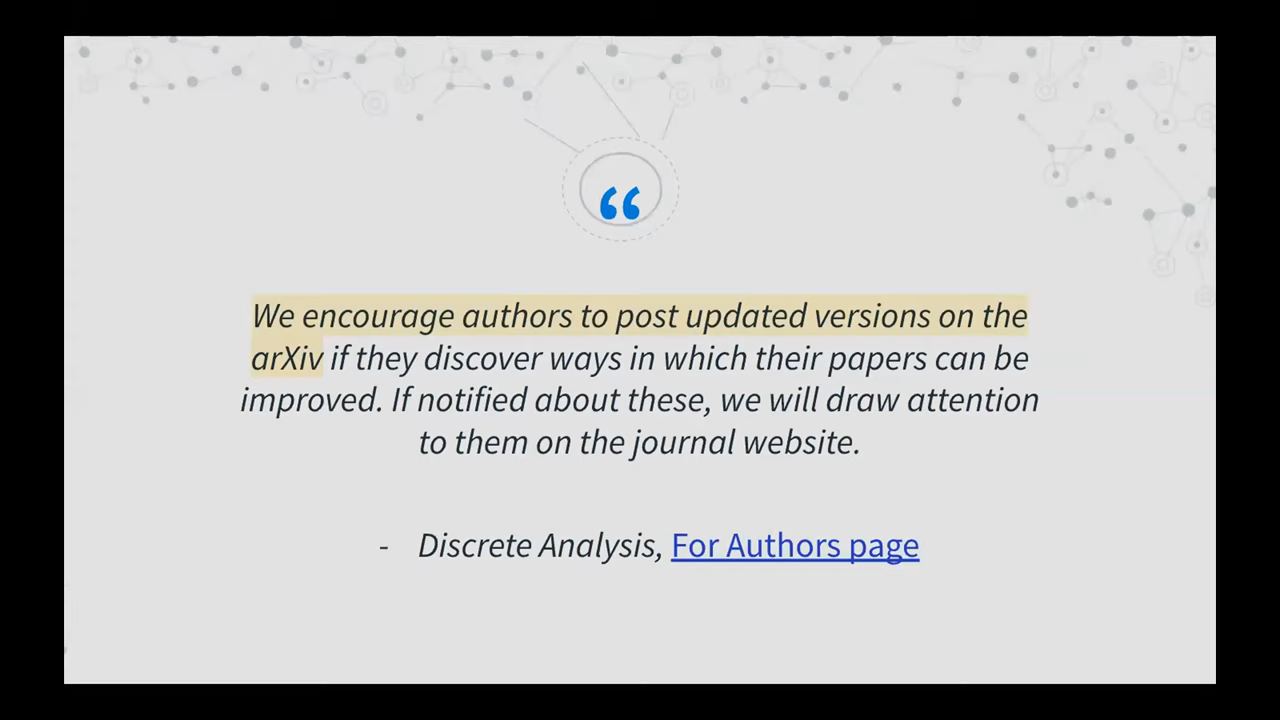 “
We encourage authors to post updated versions on the
arXiv if they discover ways in which their papers can be
improved. If notified about these, we will draw attention
to them on the journal website.
- Discrete Analysis, For Authors page